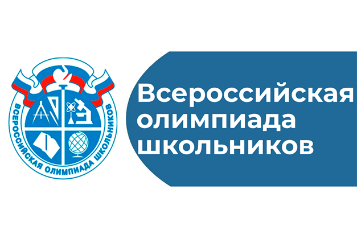 ВСЕРОССИЙСКАЯ ОЛИМПИАДА ШКОЛЬНИКОВ
Всероссийская
олимпиада
школьников